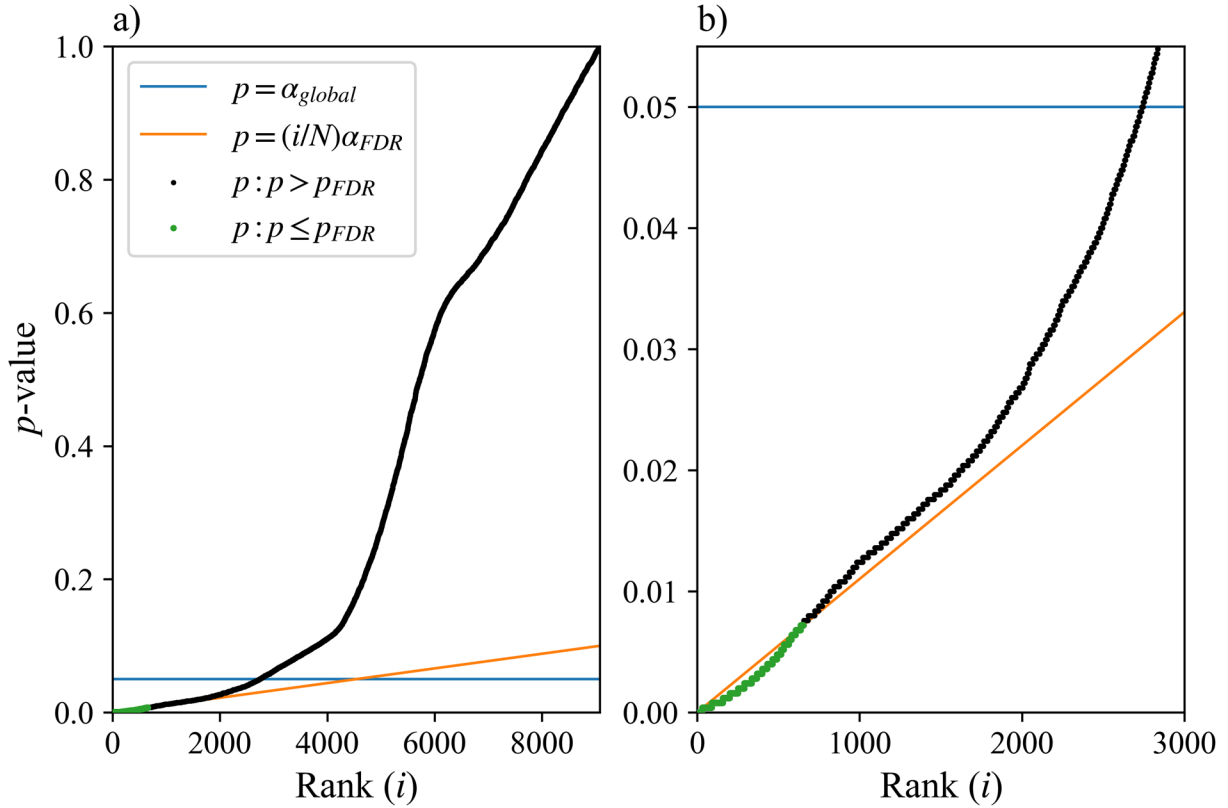 a)
1.0
0.8
0.6
0.4
0.2
0.0
p-value
0
2000
4000
6000
8000
Rank (i)
p = α_global
p = (i/N)α_FDR
p : p > p_FDR
p : p ≤ p_FDR
b)
0.05
0.04
0.03
0.02
0.01
0.00
0
1000
2000
3000
Rank (i)